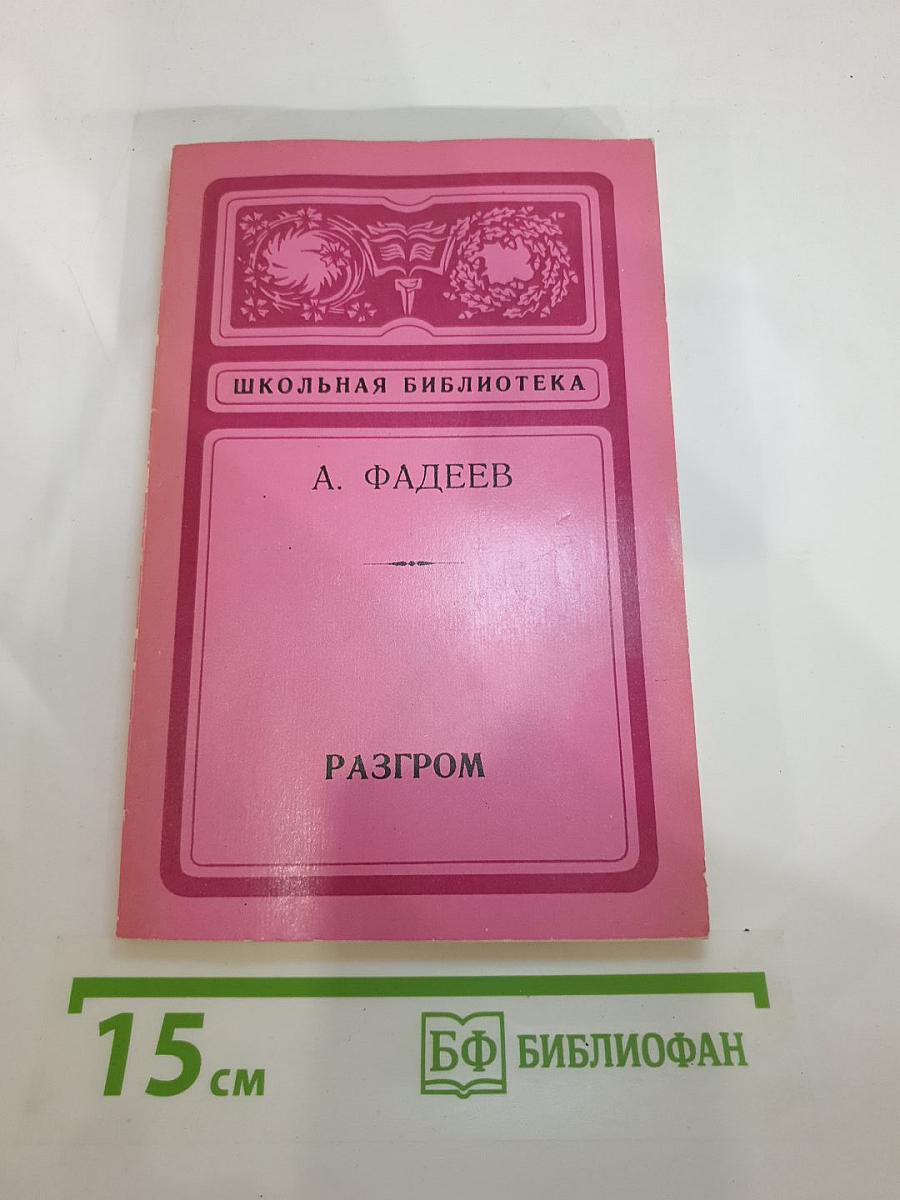 ШКОЛЬНАЯ БИБЛИОТЕКА
А. ФАДЕЕВ
РАЗГРОМ
15 см
БФ БИБЛИОФАН